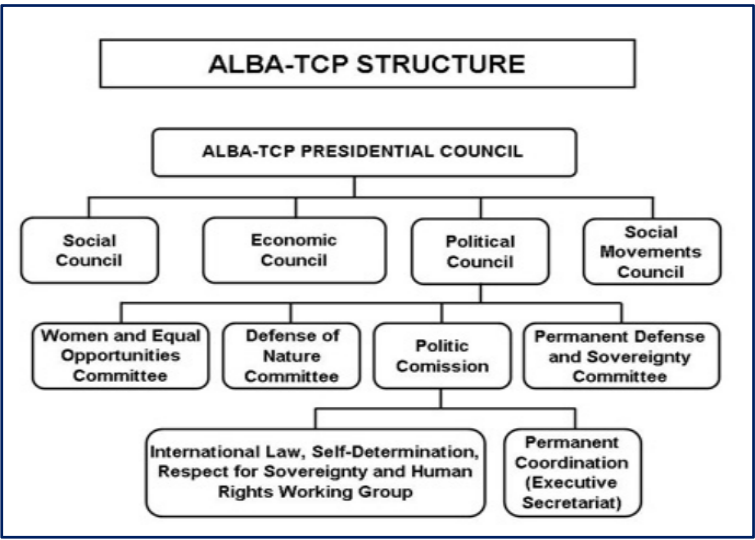 ALBA-TCP STRUCTURE
ALBA-TCP PRESIDENTIAL COUNCIL
Social
Council
Economic
Council
Political
Council
Social
Movements
Council
Women and Equal
Opportunities
Committee
Defense of
Nature
Committee
Politic
Comission
Permanent Defense
and Sovereignty
Committee
International Law, Self-Determination,
Respect for Sovereignty and Human
Rights Working Group
Permanent
Coordination
(Executive
Secretariat)